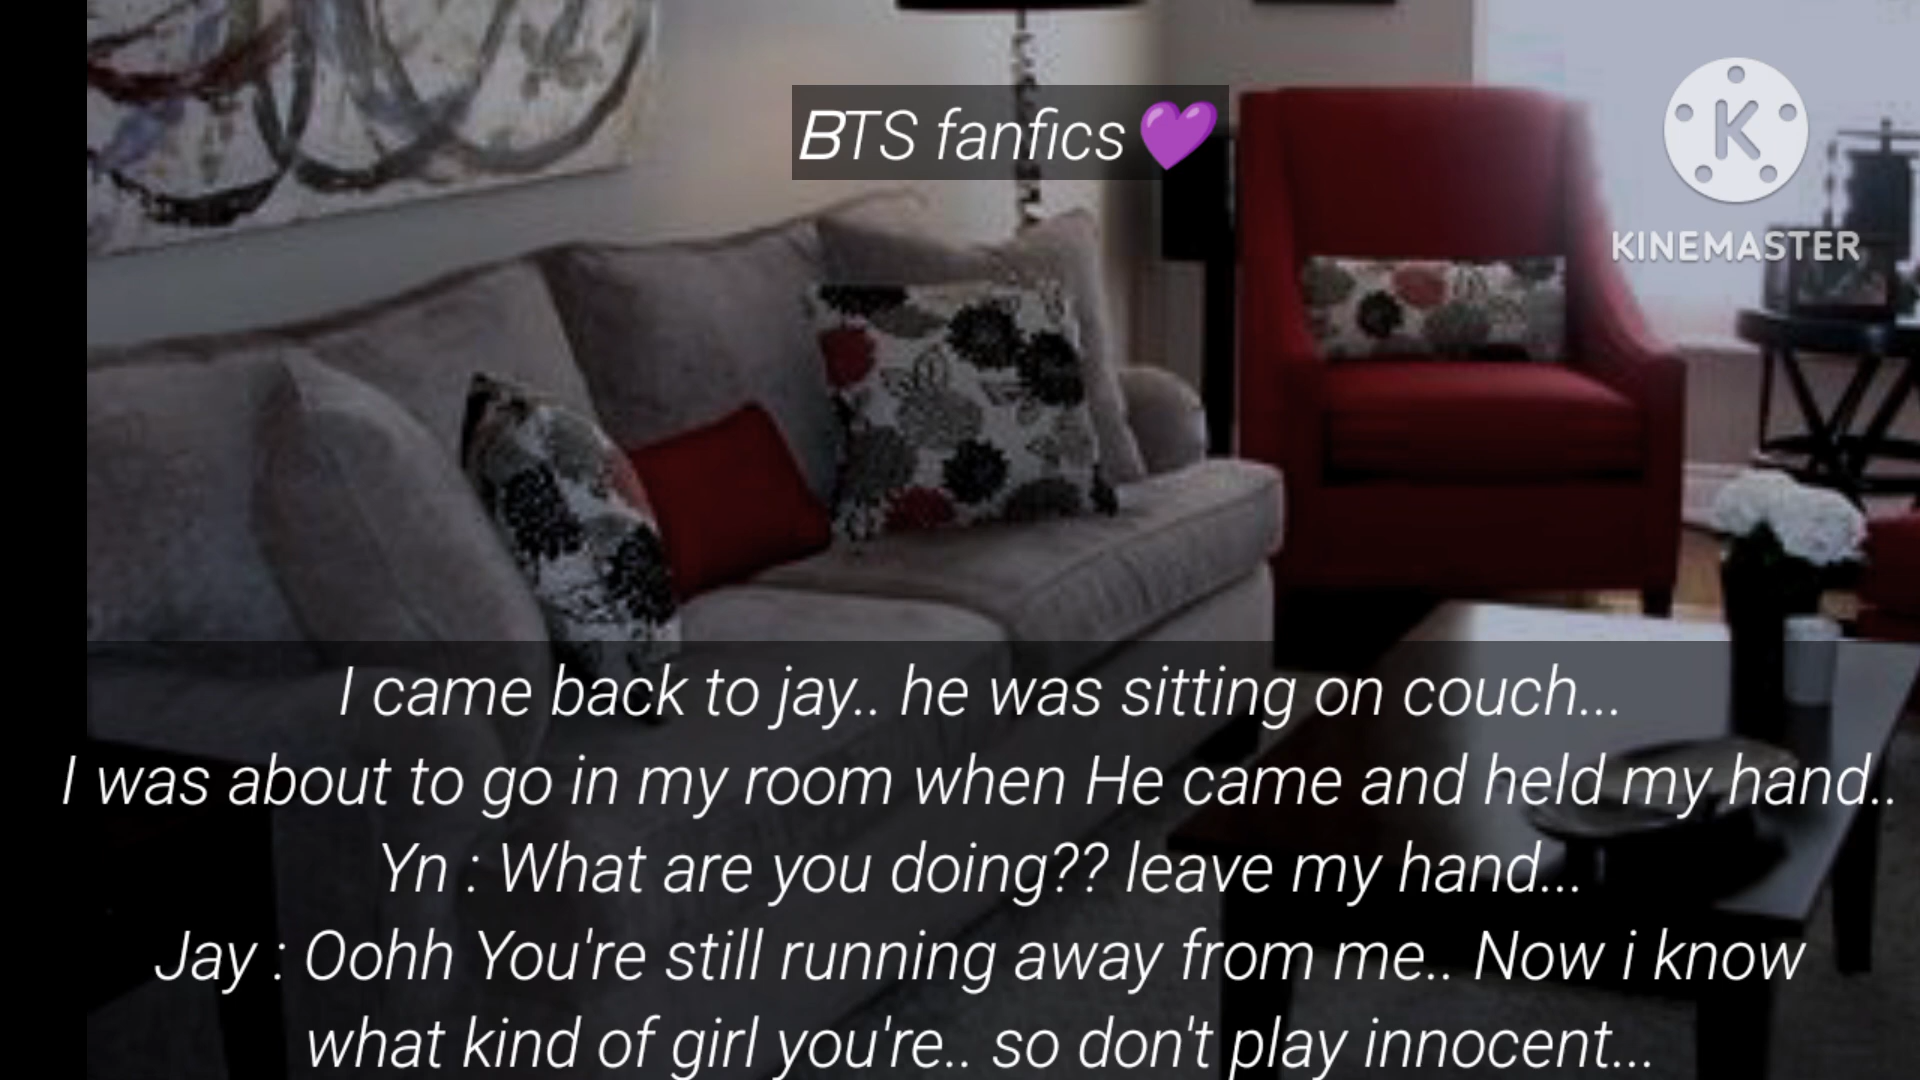 BTS fanfics💜
K
KINEMASTER
I came back to jay.. he was sitting on couch...
I was about to go in my room when He came and held my hand..
Yn : What are you doing?? leave my hand...
Jay : Oohh You're still running away from me.. Now i know
what kind of girl you're.. so don't play innocent...